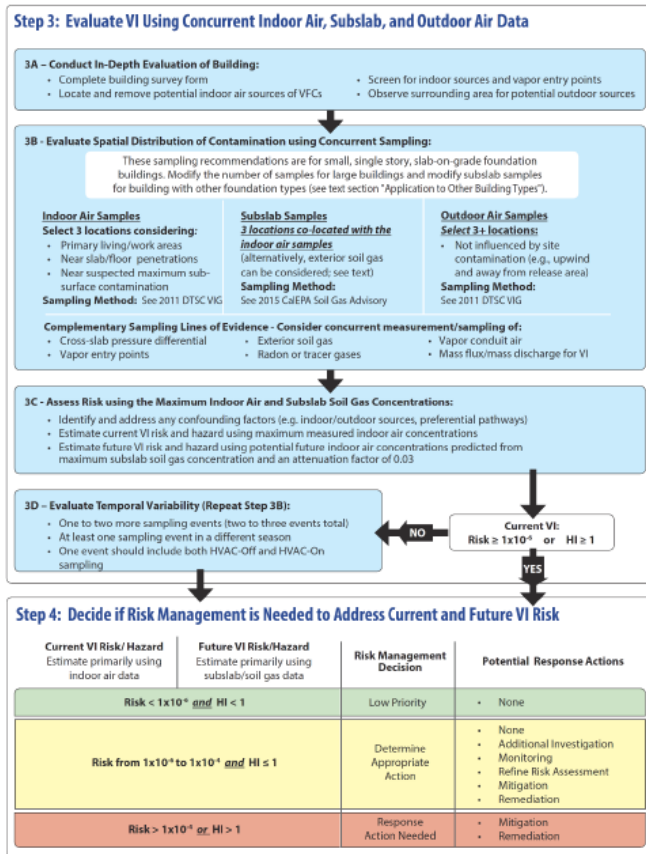 Step 3: Evaluate VI Using Concurrent Indoor Air, Subslab, and Outdoor Air Data
3A – Conduct In-Depth Evaluation of Building:
• Complete building survey form
• Locate and remove potential indoor air sources of VFCs
• Screen for indoor sources and vapor entry points
• Observe surrounding area for potential outdoor sources
3B - Evaluate Spatial Distribution of Contamination using Concurrent Sampling:
These sampling recommendations are for small, single story, slab-on-grade foundation
buildings. Modify the number of samples for large buildings and modify subslab samples
for building with other foundation types (see text section "Application to Other Building Types").
Indoor Air Samples
Select 3 locations considering:
• Primary living/work areas
• Near slab/floor penetrations
• Near suspected maximum sub-
surface contamination
Sampling Method: See 2011 DTSC VIG
Subslab Samples
3 locations co-located with the
indoor air samples
(alternatively, exterior soil gas
can be considered; see text)
Sampling Method:
See 2015 CalEPA Soil Gas Advisory
Outdoor Air Samples
Select 3+ locations:
• Not influenced by site
contamination (e.g., upwind
and away from release area)
Sampling Method:
See 2011 DTSC VIG
Complementary Sampling Lines of Evidence - Consider concurrent measurement/sampling of:
• Cross-slab pressure differential
• Vapor entry points
• Exterior soil gas
• Radon or tracer gases
• Vapor conduit air
• Mass flux/mass discharge for VI
3C - Assess Risk using the Maximum Indoor Air and Subslab Soil Gas Concentrations:
• Identify and address any confounding factors (e.g. indoor/outdoor sources, preferential pathways)
• Estimate current VI risk and hazard using maximum measured indoor air concentrations
• Estimate future VI risk and hazard using potential future indoor air concentrations predicted from
maximum subslab soil gas concentration and an attenuation factor of 0.03
3D – Evaluate Temporal Variability (Repeat Step 3B):
• One to two more sampling events (two to three events total)
• At least one sampling event in a different season
• One event should include both HVAC-Off and HVAC-On
sampling
NO
Current VI:
Risk ≥ 1x10⁻⁶ or HI ≥ 1
YES
Step 4: Decide if Risk Management is Needed to Address Current and Future VI Risk
Current VI Risk/ Hazard
Estimate primarily using
indoor air data
Future VI Risk/Hazard
Estimate primarily using
subslab/soil gas data
Risk Management
Decision
Potential Response Actions
Risk < 1x10⁻⁶ and HI < 1
Low Priority
• None
Risk from 1x10⁻⁶ to 1x10⁻⁴ and HI ≤ 1
Determine
Appropriate
Action
• None
• Additional Investigation
• Monitoring
• Refine Risk Assessment
• Mitigation
• Remediation
Risk > 1x10⁻⁴ or HI > 1
Response
Action Needed
• Mitigation
• Remediation